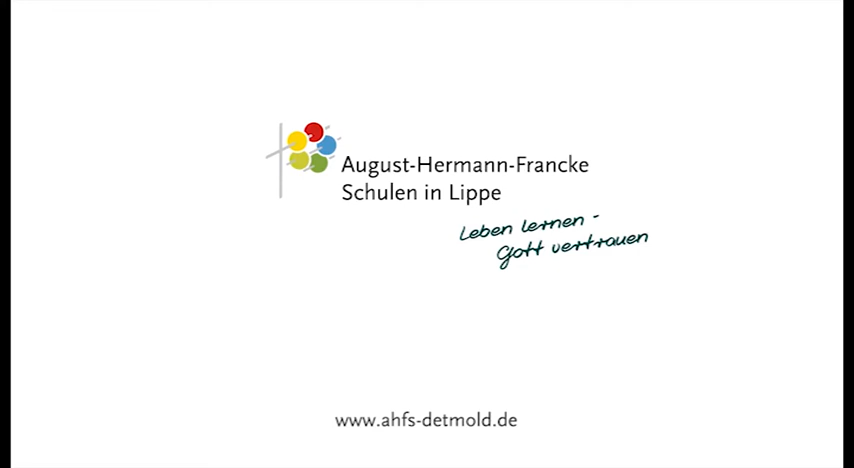 August-Hermann-Francke
Schulen in Lippe
Leben lernen -
Gott vertrauen
www.ahfs-detmold.de